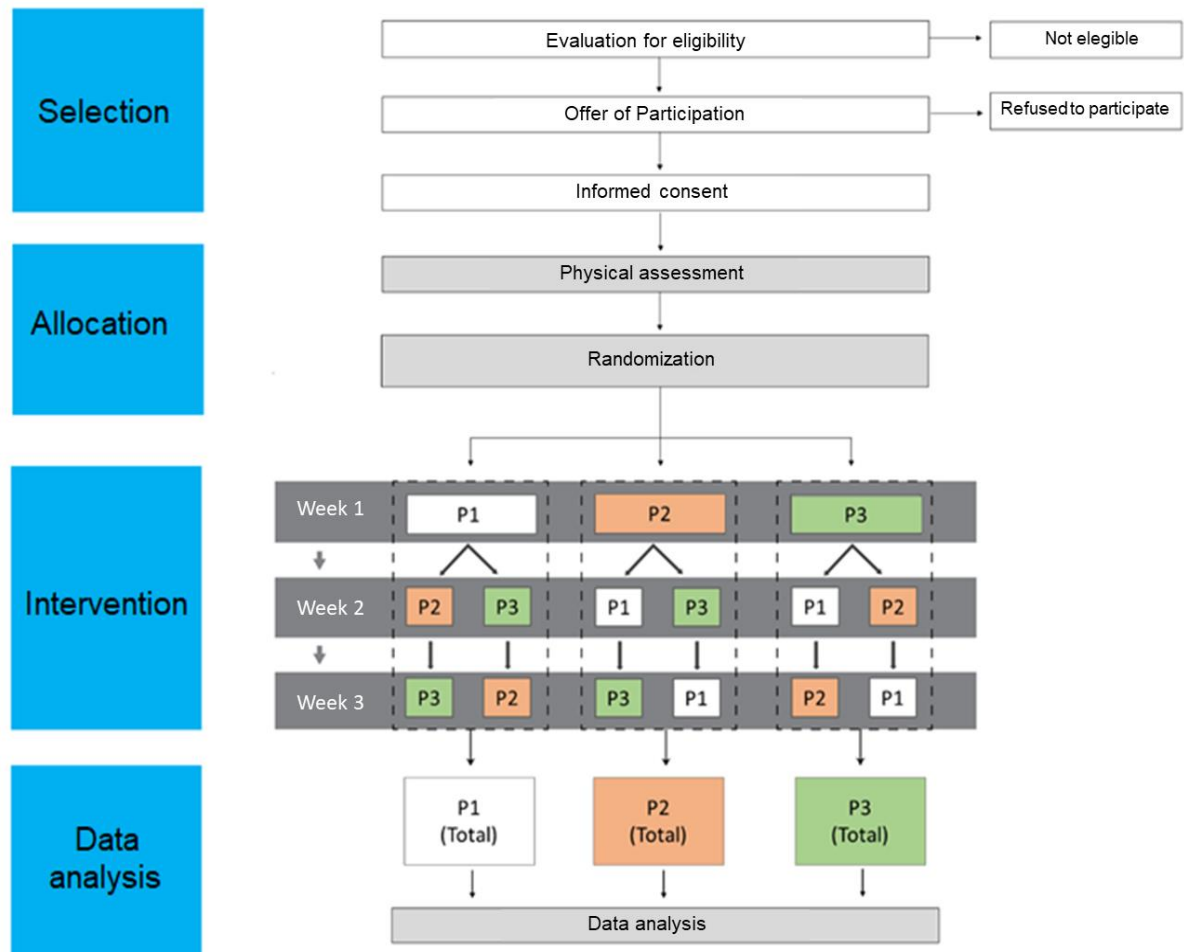 Selection
Evaluation for eligibility
Not elegible
Offer of Participation
Refused to participate
Informed consent
Allocation
Physical assessment
Randomization
Intervention
Week 1
P1
P2
P3
Week 2
P2
P3
P1
P3
P1
P2
Week 3
P3
P2
P3
P1
P2
P1
Data
analysis
P1
(Total)
P2
(Total)
P3
(Total)
Data analysis